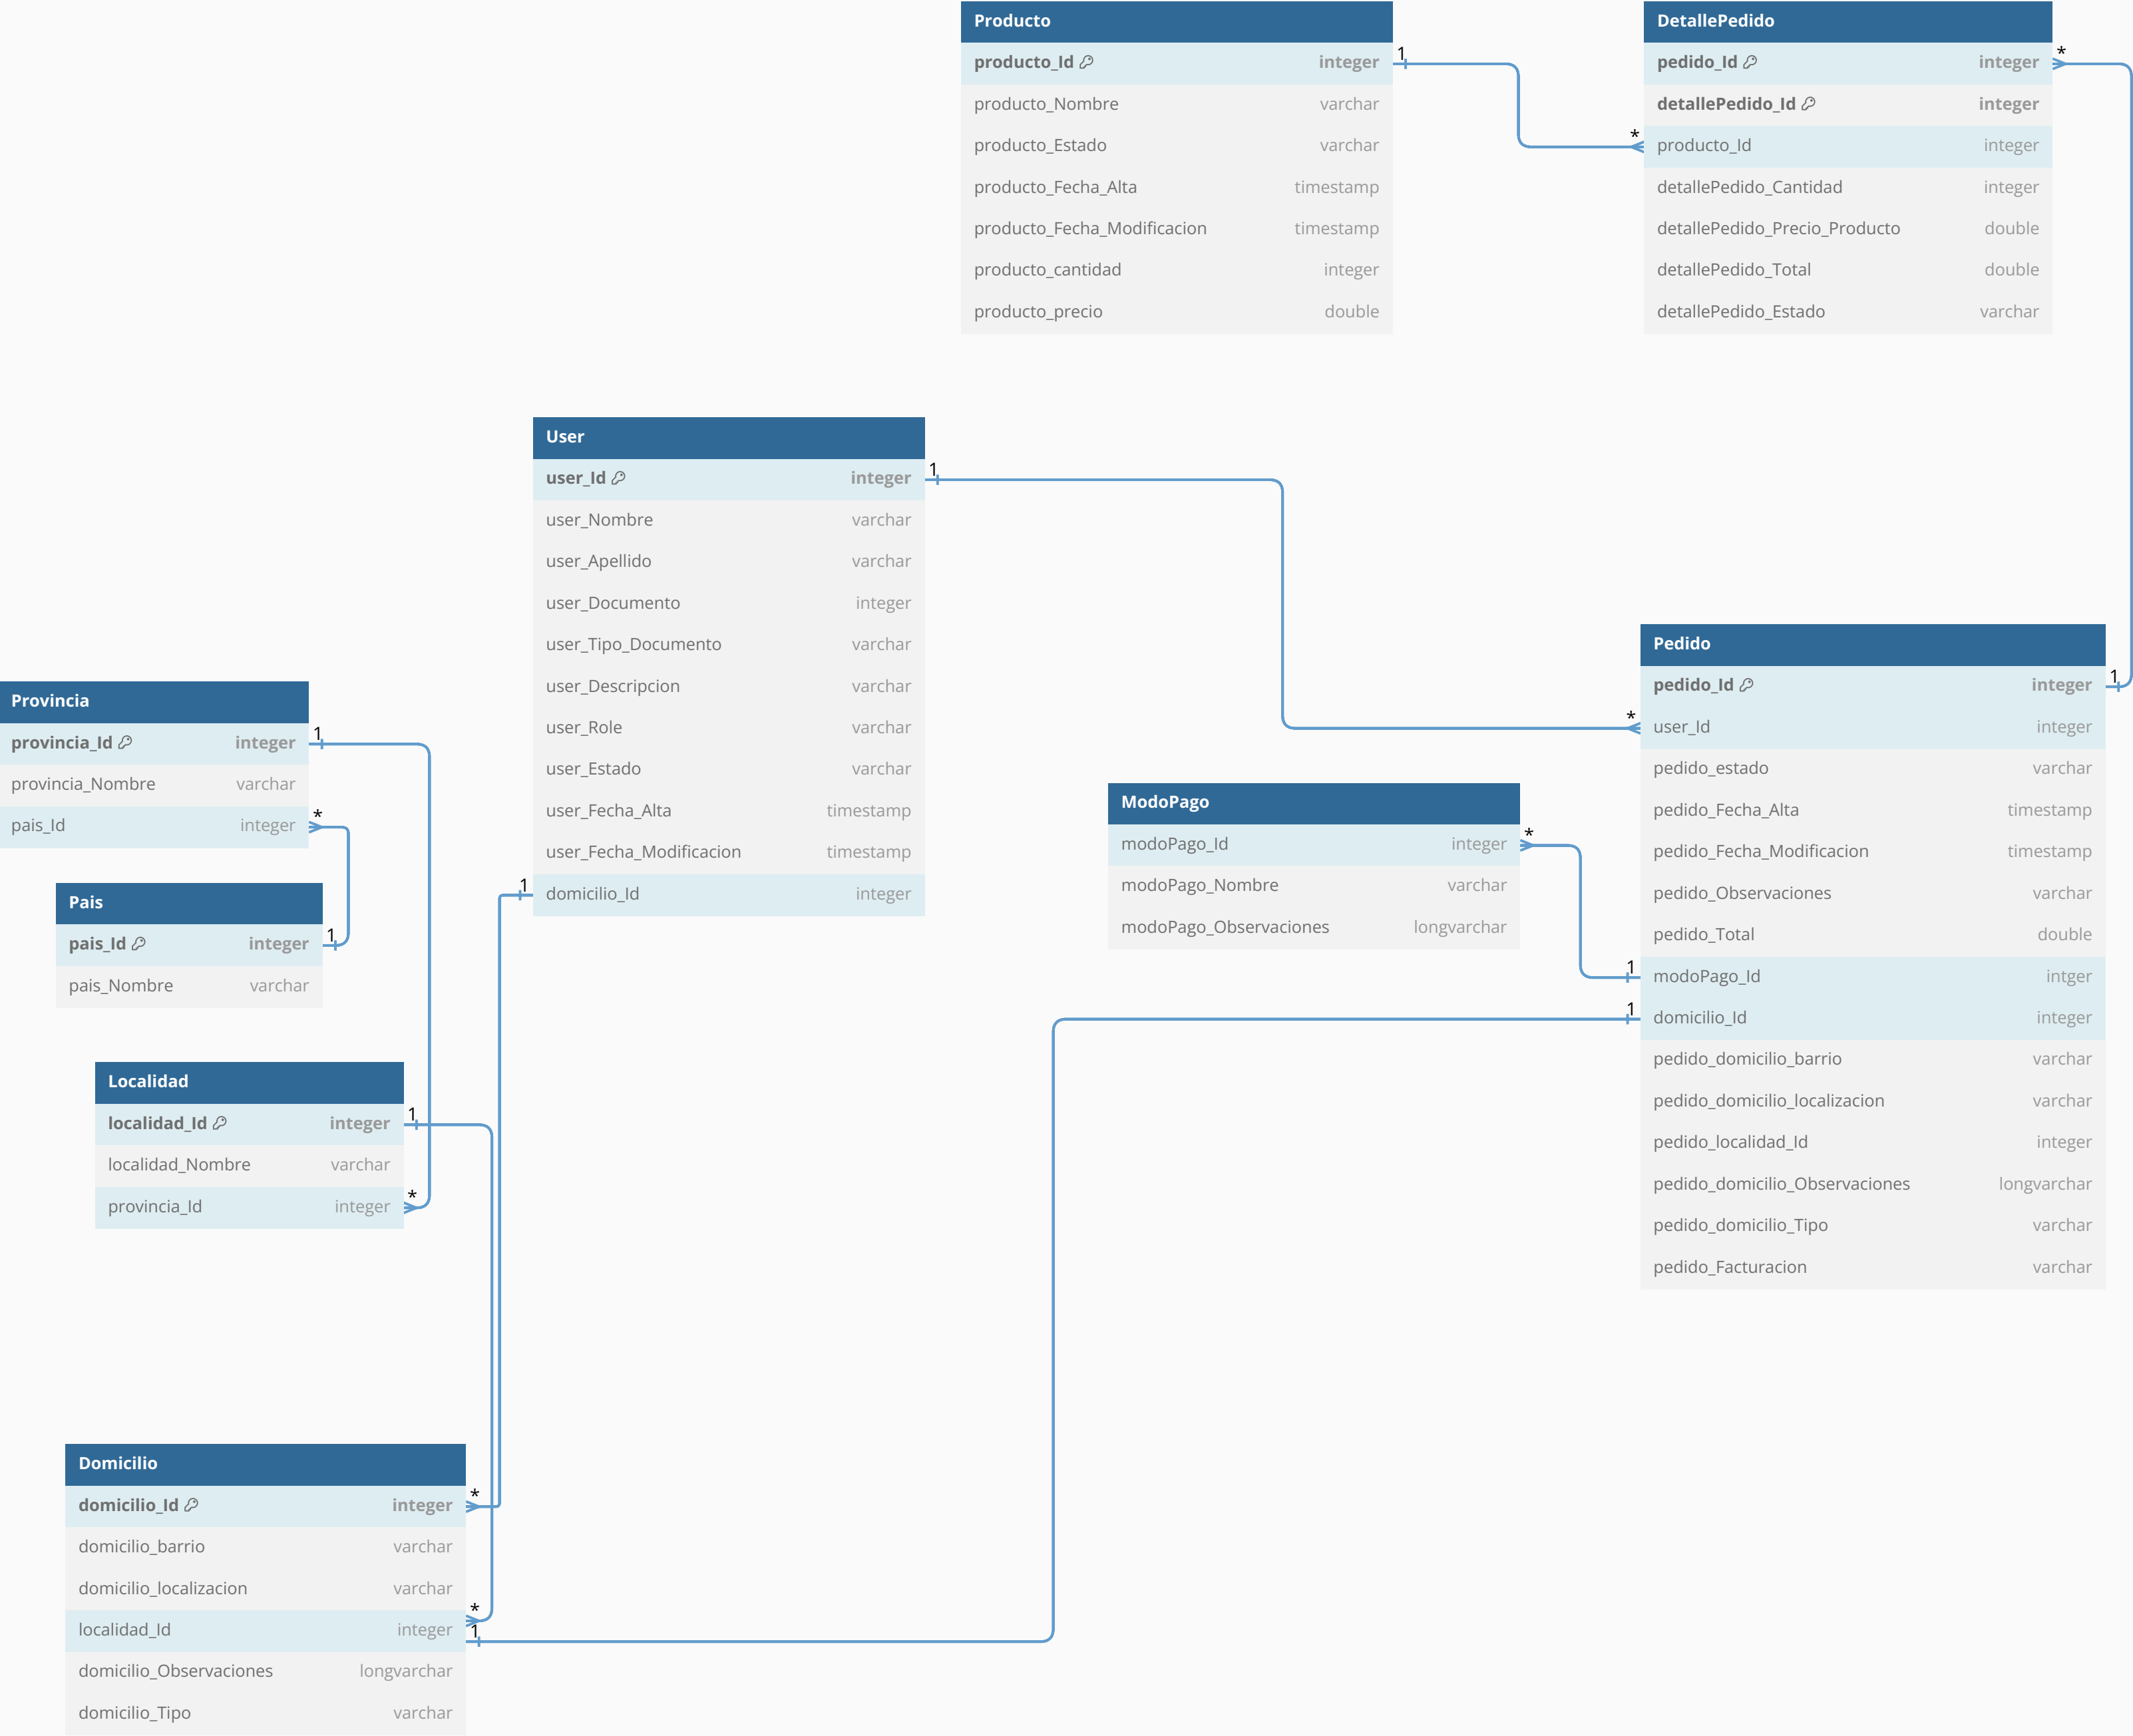 Producto
producto_Id integer
producto_Nombre varchar
producto_Estado varchar
producto_Fecha_Alta timestamp
producto_Fecha_Modificacion timestamp
producto_cantidad integer
producto_precio double
1
DetallePedido
pedido_Id integer
detallePedido_Id integer
producto_Id integer
detallePedido_Cantidad integer
detallePedido_Precio_Producto double
detallePedido_Total double
detallePedido_Estado varchar
*
*
User
user_Id integer
user_Nombre varchar
user_Apellido varchar
user_Documento integer
user_Tipo_Documento varchar
user_Descripcion varchar
user_Role varchar
user_Estado varchar
user_Fecha_Alta timestamp
user_Fecha_Modificacion timestamp
domicilio_Id integer
1
1
Pedido
pedido_Id integer
user_Id integer
pedido_estado varchar
pedido_Fecha_Alta timestamp
pedido_Fecha_Modificacion timestamp
pedido_Observaciones varchar
pedido_Total double
modoPago_Id intger
domicilio_Id integer
pedido_domicilio_barrio varchar
pedido_domicilio_localizacion varchar
pedido_localidad_Id integer
pedido_domicilio_Observaciones longvarchar
pedido_domicilio_Tipo varchar
pedido_Facturacion varchar
1
*
1
1
Provincia
provincia_Id integer
provincia_Nombre varchar
pais_Id integer
1
*
ModoPago
modoPago_Id integer
modoPago_Nombre varchar
modoPago_Observaciones longvarchar
*
Pais
pais_Id integer
pais_Nombre varchar
1
Localidad
localidad_Id integer
localidad_Nombre varchar
provincia_Id integer
1
*
Domicilio
domicilio_Id integer
domicilio_barrio varchar
domicilio_localizacion varchar
localidad_Id integer
domicilio_Observaciones longvarchar
domicilio_Tipo varchar
*
*
1